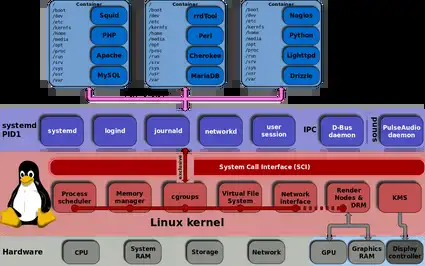 Container
Container
Container
/boot
/dev
/etc
/kernfs
/home
/media
/opt
/proc
/run
/sys
/srv
/usr
/var
Squid
PHP
Apache
MySQL
/boot
/dev
/etc
/kernfs
/home
/media
/opt
/proc
/run
/sys
/srv
/usr
/var
rrdTool
Perl
Cherokee
MariaDB
/boot
/dev
/etc
/kernfs
/home
/media
/opt
/proc
/run
/sys
/srv
/usr
/var
Nagios
Python
Lighttpd
Drizzle
systemd
PID1
systemd
logind
journald
networkd
user
session
IPC
D-Bus
daemon
sound
PulseAudio
daemon
exclusive
System Call Interface (SCI)
Process
scheduler
Memory
manager
cgroups
Virtual File
System
Network
interface
Render
Nodes &
DRM
KMS
Linux kernel
Hardware
CPU
System
RAM
Storage
Network
GPU
Graphics
RAM
Display
controller